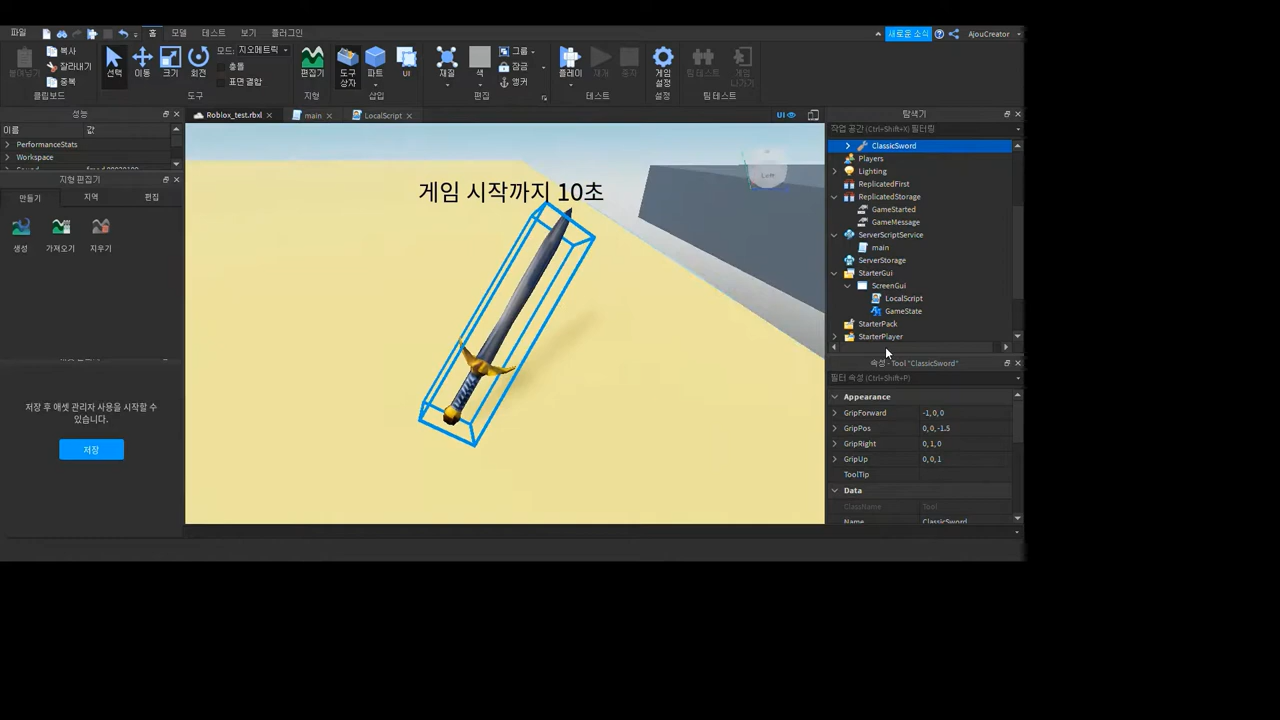 파일 홈 모델 테스트 보기 플러그인 새로운 소식 AjouCreator
복사
잘라내기
중복
붙여넣기
클립보드
선택 이동 크기 회전
모드: 지오메트릭
충돌
표면 결합
도구
편집기
지형
도구 상자
파트
UI
삽입
재질
색
그룹
잠금
앵커
편집
플레이
재개
중지
테스트
게임 설정
설정
팀 테스트
게임 나가기
팀 테스트
성능
Roblox_test.rbxl
main
LocalScript
UI
탐색기
이름 값
작업 공간(Ctrl+Shift+X) 필터링
PerformanceStats
Workspace
지형 편집기
만들기 지역 편집
생성 가져오기 지우기
저장 후 애셋 관리자 사용을 시작할 수
있습니다.
저장
게임 시작까지 10초
ClassicSword
Players
Lighting
ReplicatedFirst
ReplicatedStorage
GameStarted
GameMessage
ServerScriptService
main
ServerStorage
StarterGui
ScreenGui
LocalScript
GameState
StarterPack
StarterPlayer
속성 - Tool "ClassicSword"
필터 속성 (Ctrl+Shift+P)
Appearance
GripForward -1, 0, 0
GripPos 0, 0, -1.5
GripRight 0, 1, 0
GripUp 0, 0, 1
ToolTip
Data
ClassName Tool
Name ClassicSword